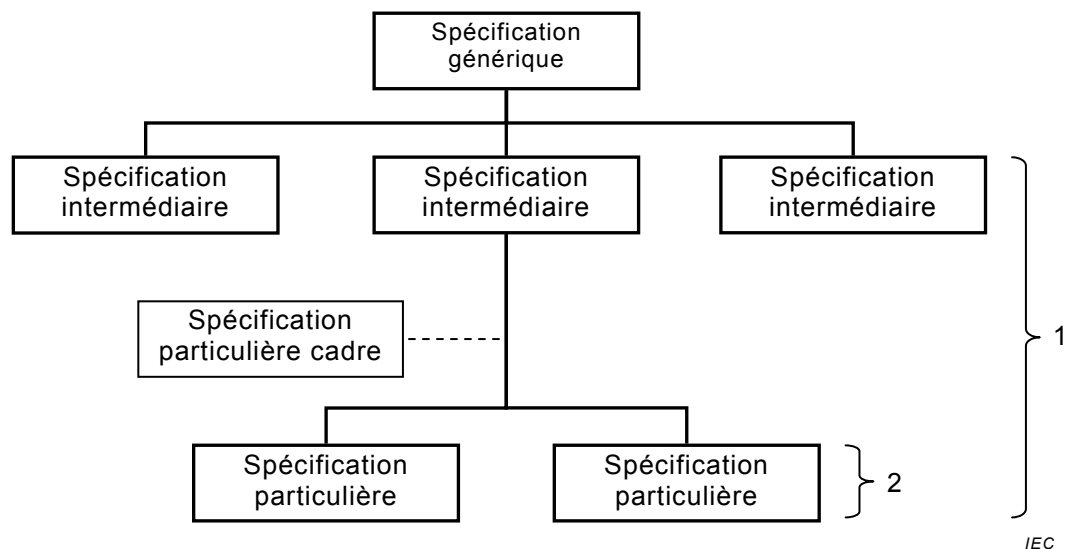 Spécification
générique
Spécification
intermédiaire
Spécification
intermédiaire
Spécification
intermédiaire
Spécification
particulière cadre
1
Spécification
particulière
Spécification
particulière
2
IEC